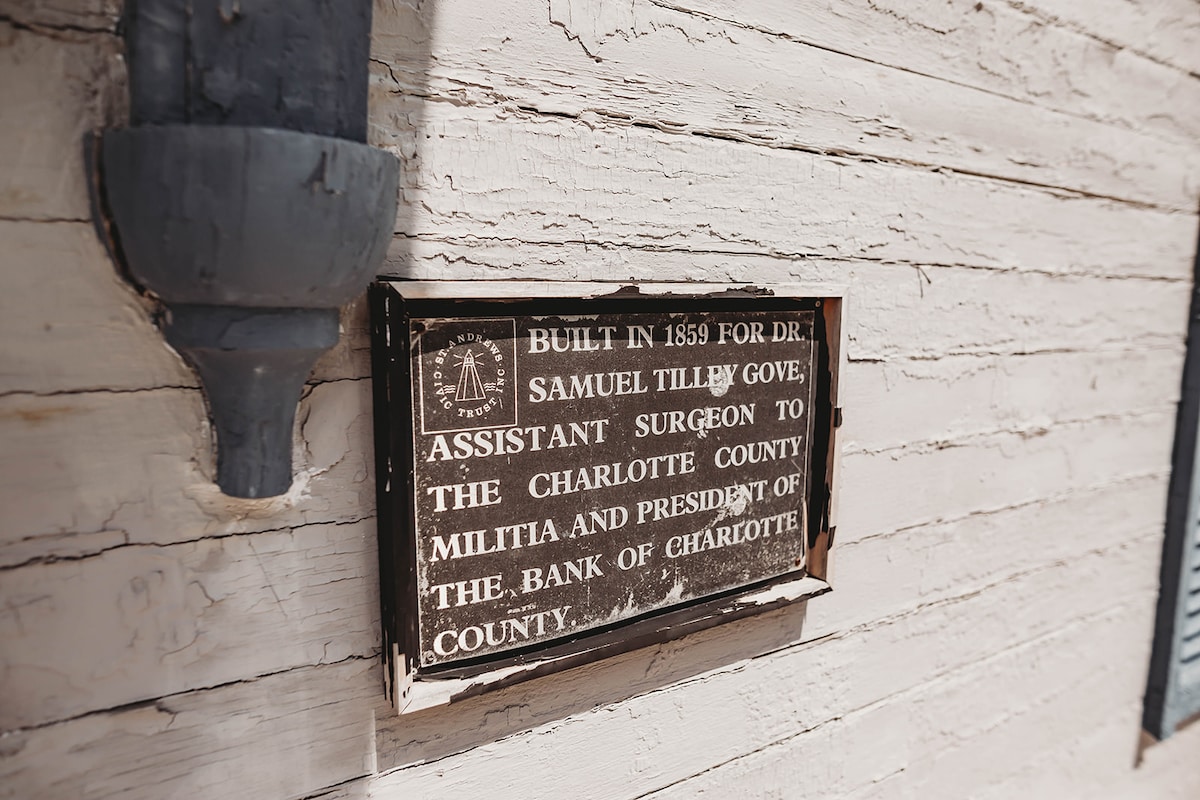 ST. ANDREWS CIVIC TRUST INC.
BUILT IN 1859 FOR DR.
SAMUEL TILLEY GOVE,
ASSISTANT SURGEON TO
THE CHARLOTTE COUNTY
MILITIA AND PRESIDENT OF
THE BANK OF CHARLOTTE
COUNTY.